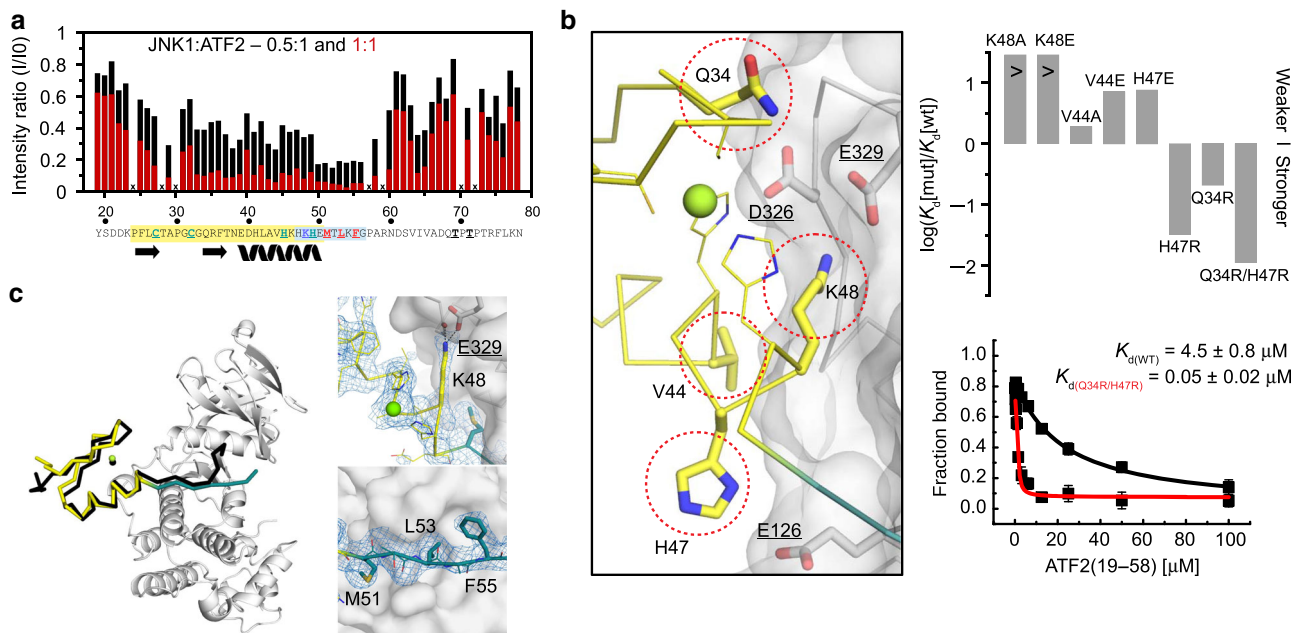 a
JNK1:ATF2 – 0.5:1 and 1:1
Intensity ratio (I/I0)
1
0.8
0.6
0.4
0.2
0
x x x x x x x
20 30 40 50 60 70 80
YSDDKPFLCTAPGCGQRFTNEDHLAVHKHKHEMTLKFGPARNDSVIVADQTPTPTRFLKN
b
Q34
E329
D326
K48
V44
H47
E126
K48A K48E
> >
V44A
V44E
H47E
H47R
Q34R
Q34R/H47R
log(Kd[mut]/Kd[wt])
1
0
–1
–2
Weaker | Stronger
Kd(WT) = 4.5 ± 0.8 μM
Kd(Q34R/H47R) = 0.05 ± 0.02 μM
Fraction bound
1.0
0.8
0.6
0.4
0.2
0.0
0 20 40 60 80 100
ATF2(19–58) [μM]
c
E329
K48
L53
M51
F55